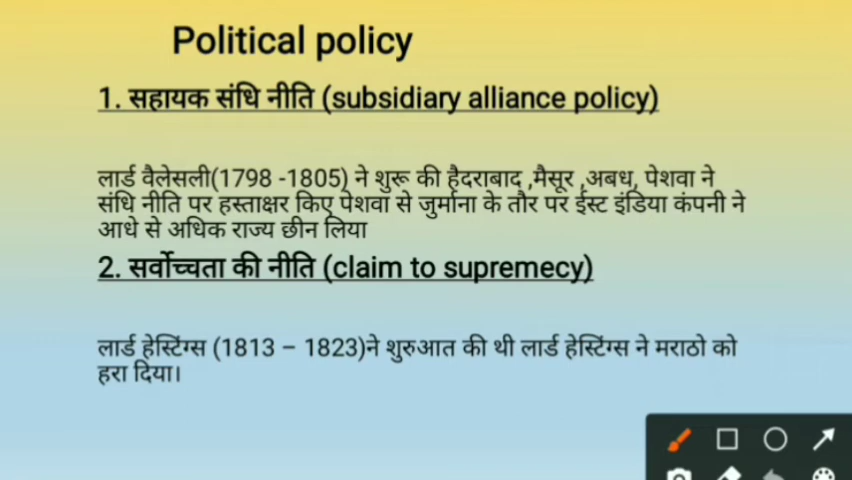 Political policy
1. सहायक संधि नीति (subsidiary alliance policy)
लार्ड वैलेसली(1798 -1805) ने शुरू की हैदराबाद ,मैसूर ,अबध, पेशवा ने
संधि नीति पर हस्ताक्षर किए पेशवा से जुर्माना के तौर पर ईस्ट इंडिया कंपनी ने
आधे से अधिक राज्य छीन लिया
2. सर्वोच्चता की नीति (claim to supremecy)
लार्ड हेस्टिंग्स (1813 – 1823)ने शुरुआत की थी लार्ड हेस्टिंग्स ने मराठो को
हरा दिया।